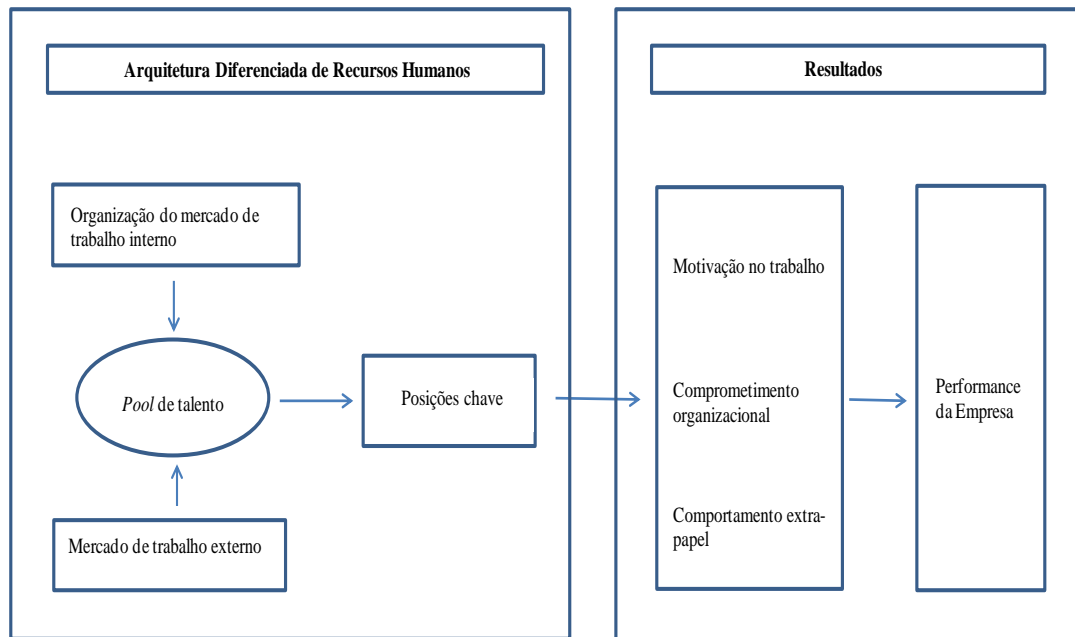 Arquitetura Diferenciada de Recursos Humanos
Organização do mercado de
trabalho interno
Pool de talento
Mercado de trabalho externo
Posições chave
Resultados
Motivação no trabalho
Comprometimento
organizacional
Comportamento extra-
papel
Performance
da Empresa